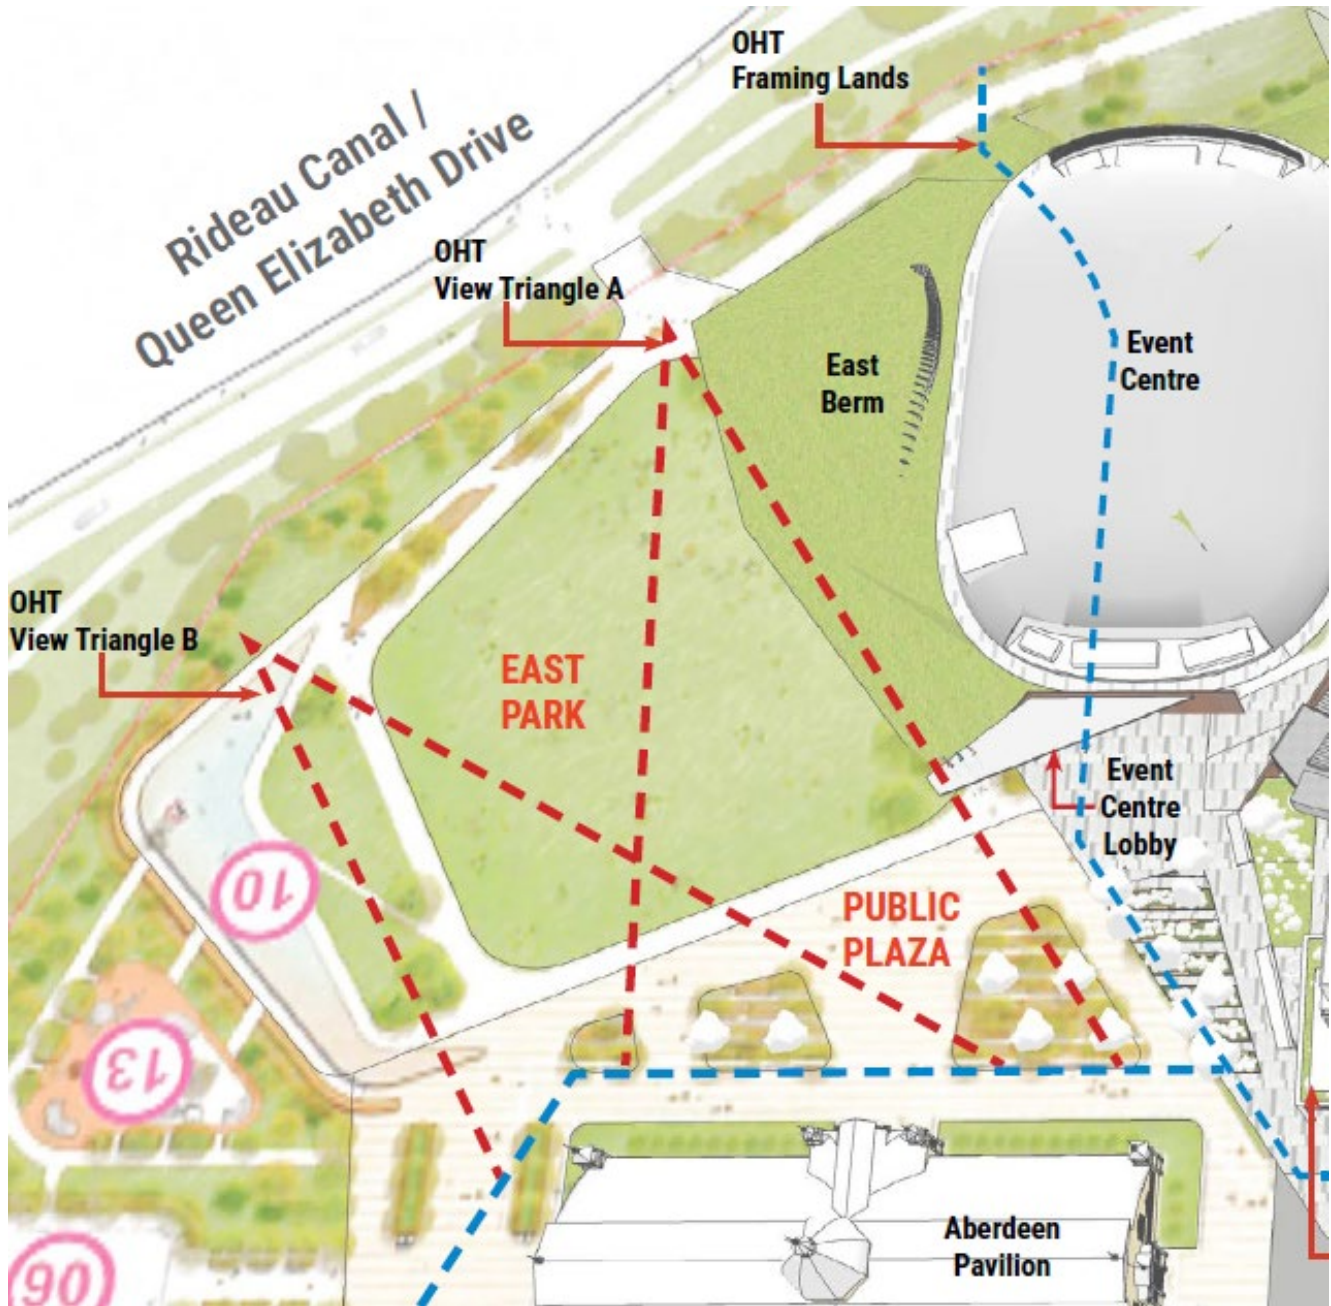 OHT
Framing Lands
Rideau Canal /
Queen Elizabeth Drive
OHT
View Triangle A
East
Berm
Event
Centre
OHT
View Triangle B
EAST
PARK
Event
Centre
Lobby
10
PUBLIC
PLAZA
13
Aberdeen
Pavilion
06